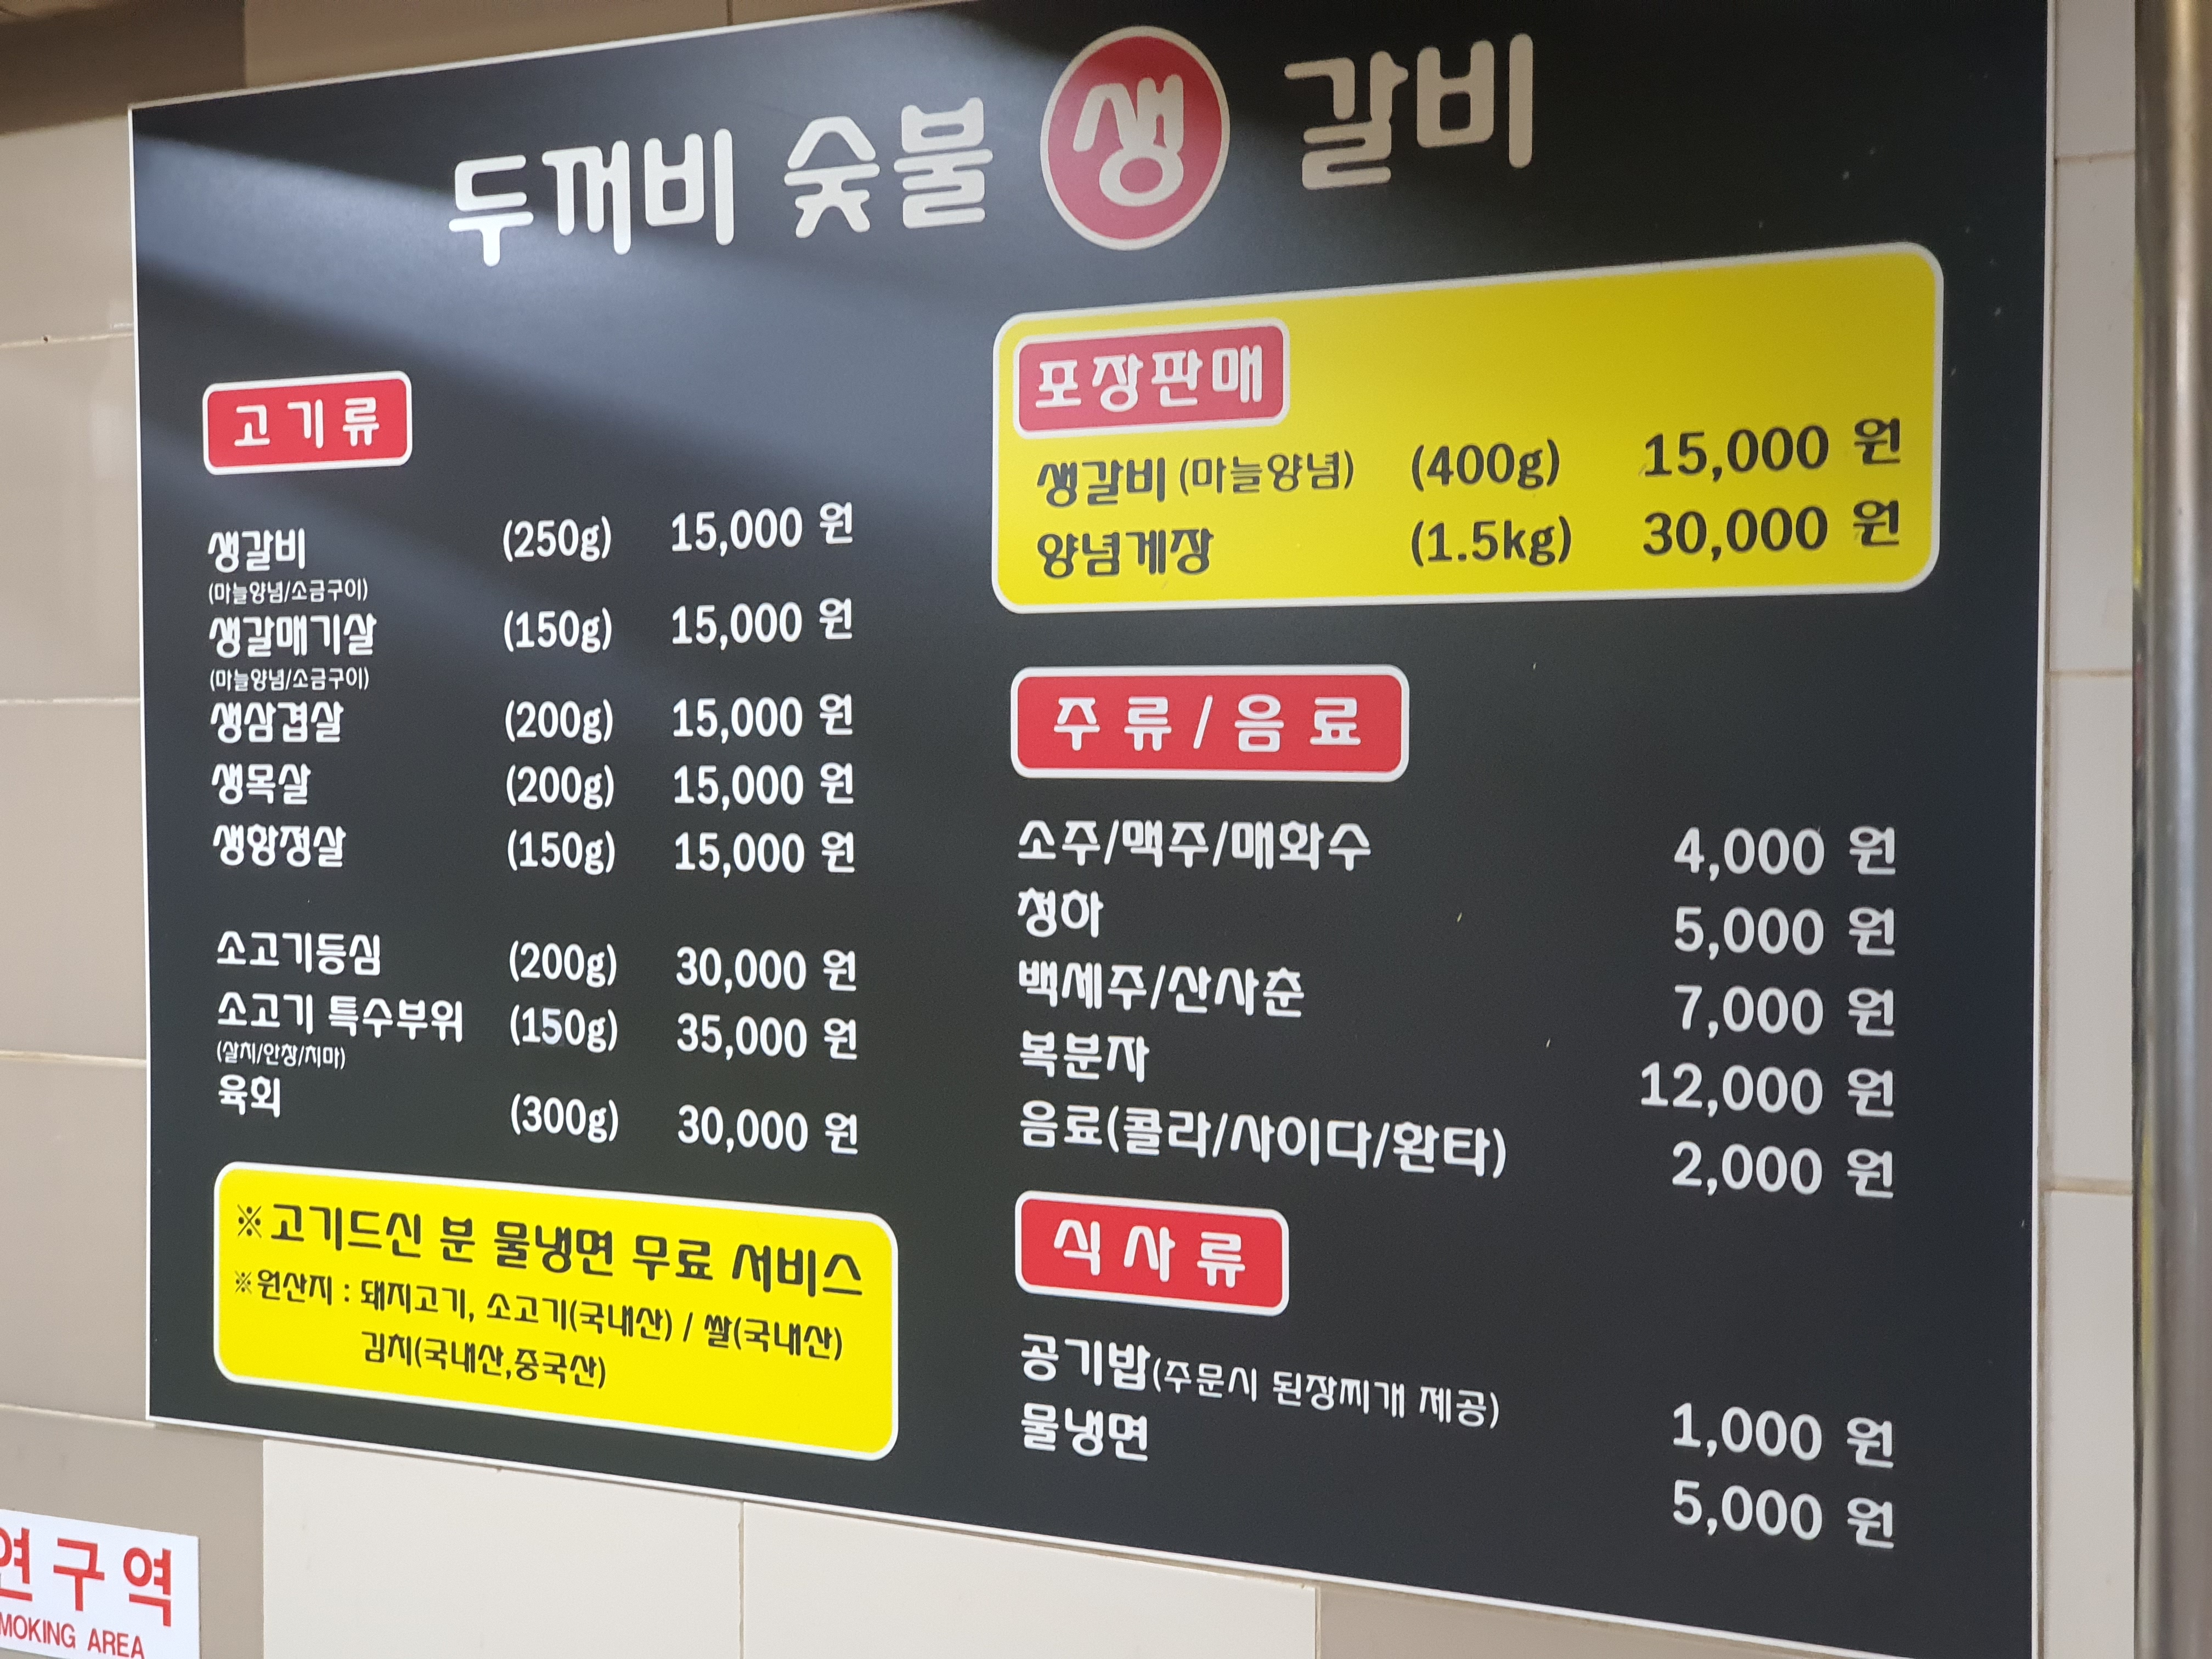 두꺼비 숯불 생 갈비
고기류
생갈비 (250g) 15,000 원
(마늘양념/소금구이)
생갈매기살 (150g) 15,000 원
(마늘양념/소금구이)
생삼겹살 (200g) 15,000 원
생목살 (200g) 15,000 원
생항정살 (150g) 15,000 원
소고기등심 (200g) 30,000 원
소고기 특수부위 (150g) 35,000 원
(살치/안창/치마)
육회 (300g) 30,000 원
※고기드신 분 물냉면 무료 서비스
※원산지 : 돼지고기, 소고기(국내산) / 쌀(국내산)
김치(국내산,중국산)
포장판매
생갈비 (마늘양념) (400g) 15,000 원
양념게장 (1.5kg) 30,000 원
주류/음료
소주/맥주/매화수 4,000 원
청하 5,000 원
백세주/산사춘 7,000 원
복분자 12,000 원
음료(콜라/사이다/환타) 2,000 원
식사류
공기밥(주문시 된장찌개 제공) 1,000 원
물냉면 5,000 원
연구역
MOKING AREA